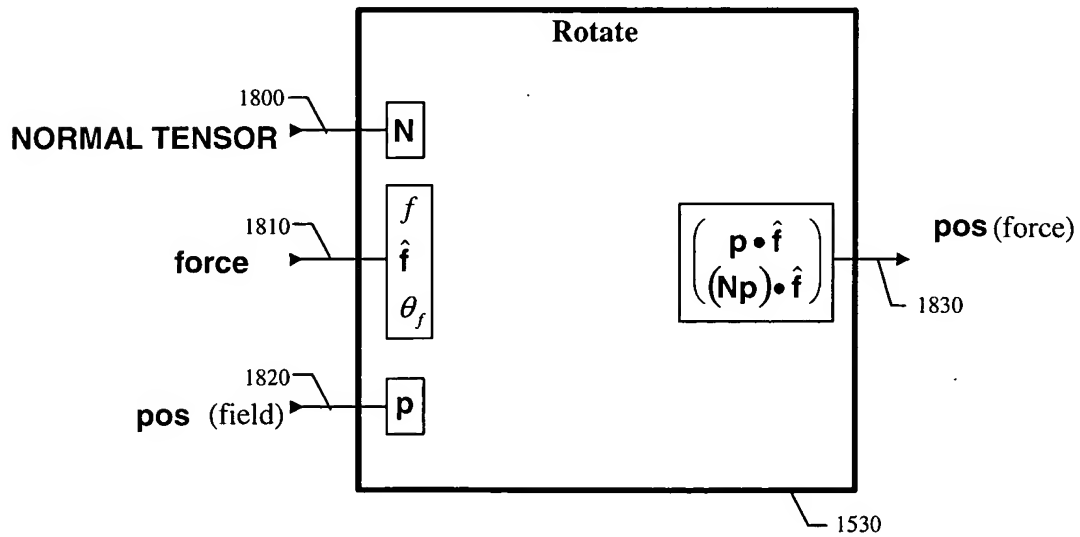 Rotate
1800
NORMAL TENSOR
N
1810
force
f
f̂
θ_f
1820
pos (field)
p
p • f̂
(Np) • f̂
pos (force)
1830
1530